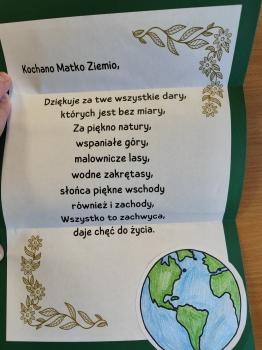 Kochano Matko Ziemio,
Dziękuje za twe wszystkie dary,
których jest bez miary,
Za piękno natury,
wspaniałe góry,
malownicze lasy,
wodne zakrętasy,
słońca piękne wschody
również i zachody,
Wszystko to zachwyca,
daje chęć do życia.